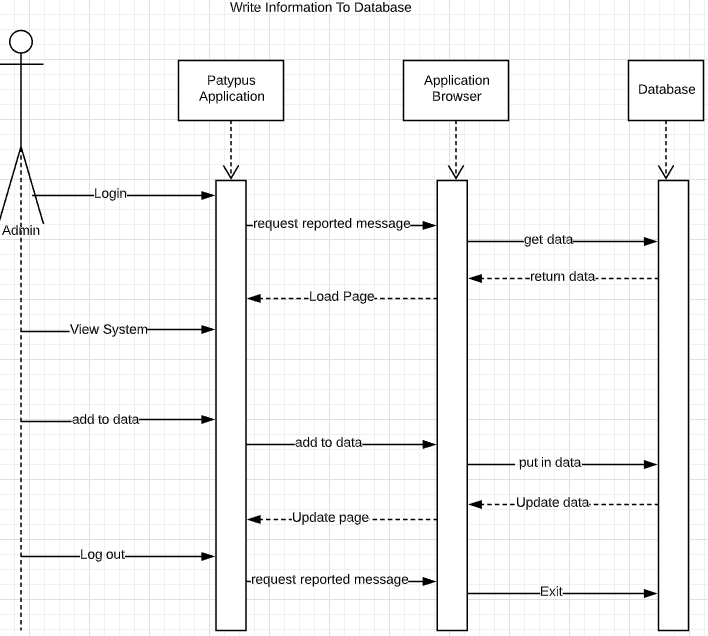 Write Information To Database
Patypus
Application
Application
Browser
Database
Login
request reported message
Admin
get data
return data
Load Page
View System
add to data
add to data
put in data
Update data
Update page
Log out
request reported message
Exit